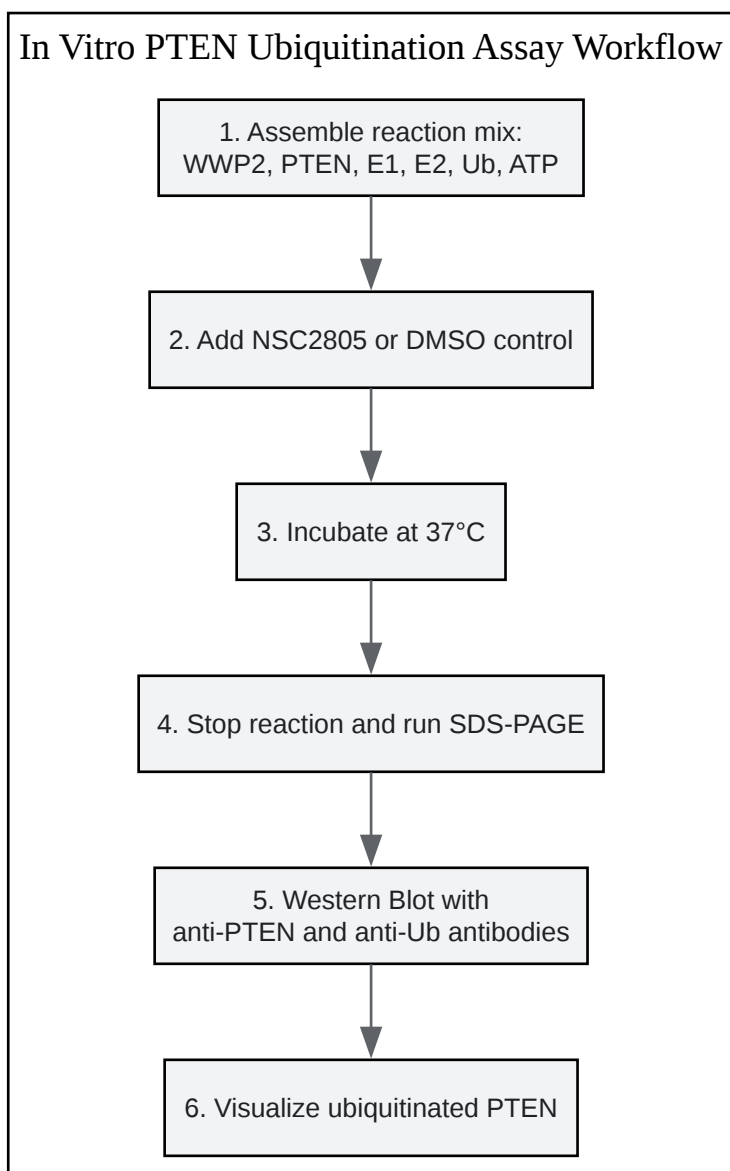 In Vitro PTEN Ubiquitination Assay Workflow
1. Assemble reaction mix:
WWP2, PTEN, E1, E2, Ub, ATP
2. Add NSC2805 or DMSO control
3. Incubate at 37°C
4. Stop reaction and run SDS-PAGE
5. Western Blot with
anti-PTEN and anti-Ub antibodies
6. Visualize ubiquitinated PTEN